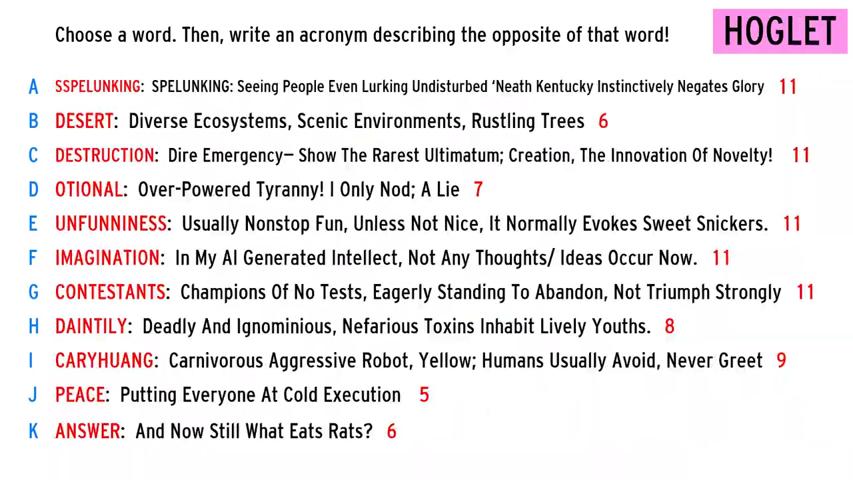 Choose a word. Then, write an acronym describing the opposite of that word!
HOGLET
A SSPELUNKING: SPELUNKING: Seeing People Even Lurking Undisturbed ‘Neath Kentucky Instinctively Negates Glory 11
B DESERT: Diverse Ecosystems, Scenic Environments, Rustling Trees 6
C DESTRUCTION: Dire Emergency— Show The Rarest Ultimatum; Creation, The Innovation Of Novelty! 11
D OTIONAL: Over-Powered Tyranny! I Only Nod; A Lie 7
E UNFUNNINESS: Usually Nonstop Fun, Unless Not Nice, It Normally Evokes Sweet Snickers. 11
F IMAGINATION: In My AI Generated Intellect, Not Any Thoughts/ Ideas Occur Now. 11
G CONTESTANTS: Champions Of No Tests, Eagerly Standing To Abandon, Not Triumph Strongly 11
H DAINTILY: Deadly And Ignominious, Nefarious Toxins Inhabit Lively Youths. 8
I CARYHUANG: Carnivorous Aggressive Robot, Yellow; Humans Usually Avoid, Never Greet 9
J PEACE: Putting Everyone At Cold Execution 5
K ANSWER: And Now Still What Eats Rats? 6